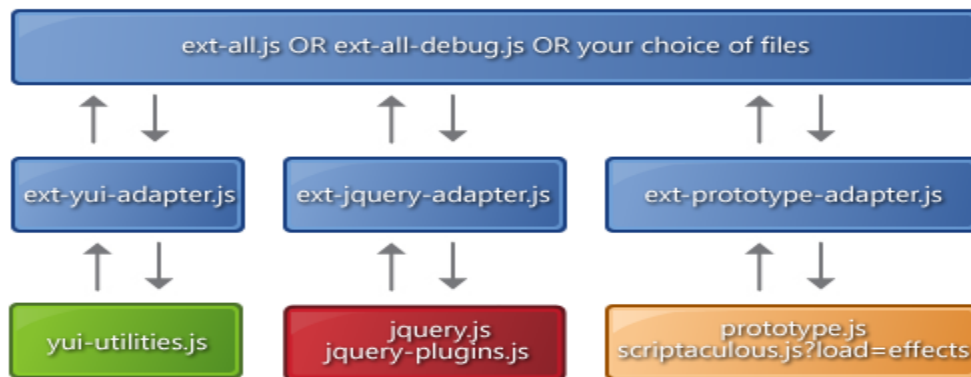 ext-all.js OR ext-all-debug.js OR your choice of files
ext-yui-adapter.js
ext-jquery-adapter.js
ext-prototype-adapter.js
yui-utilities.js
jquery.js
jquery-plugins.js
prototype.js
scriptaculous.js?load=effects